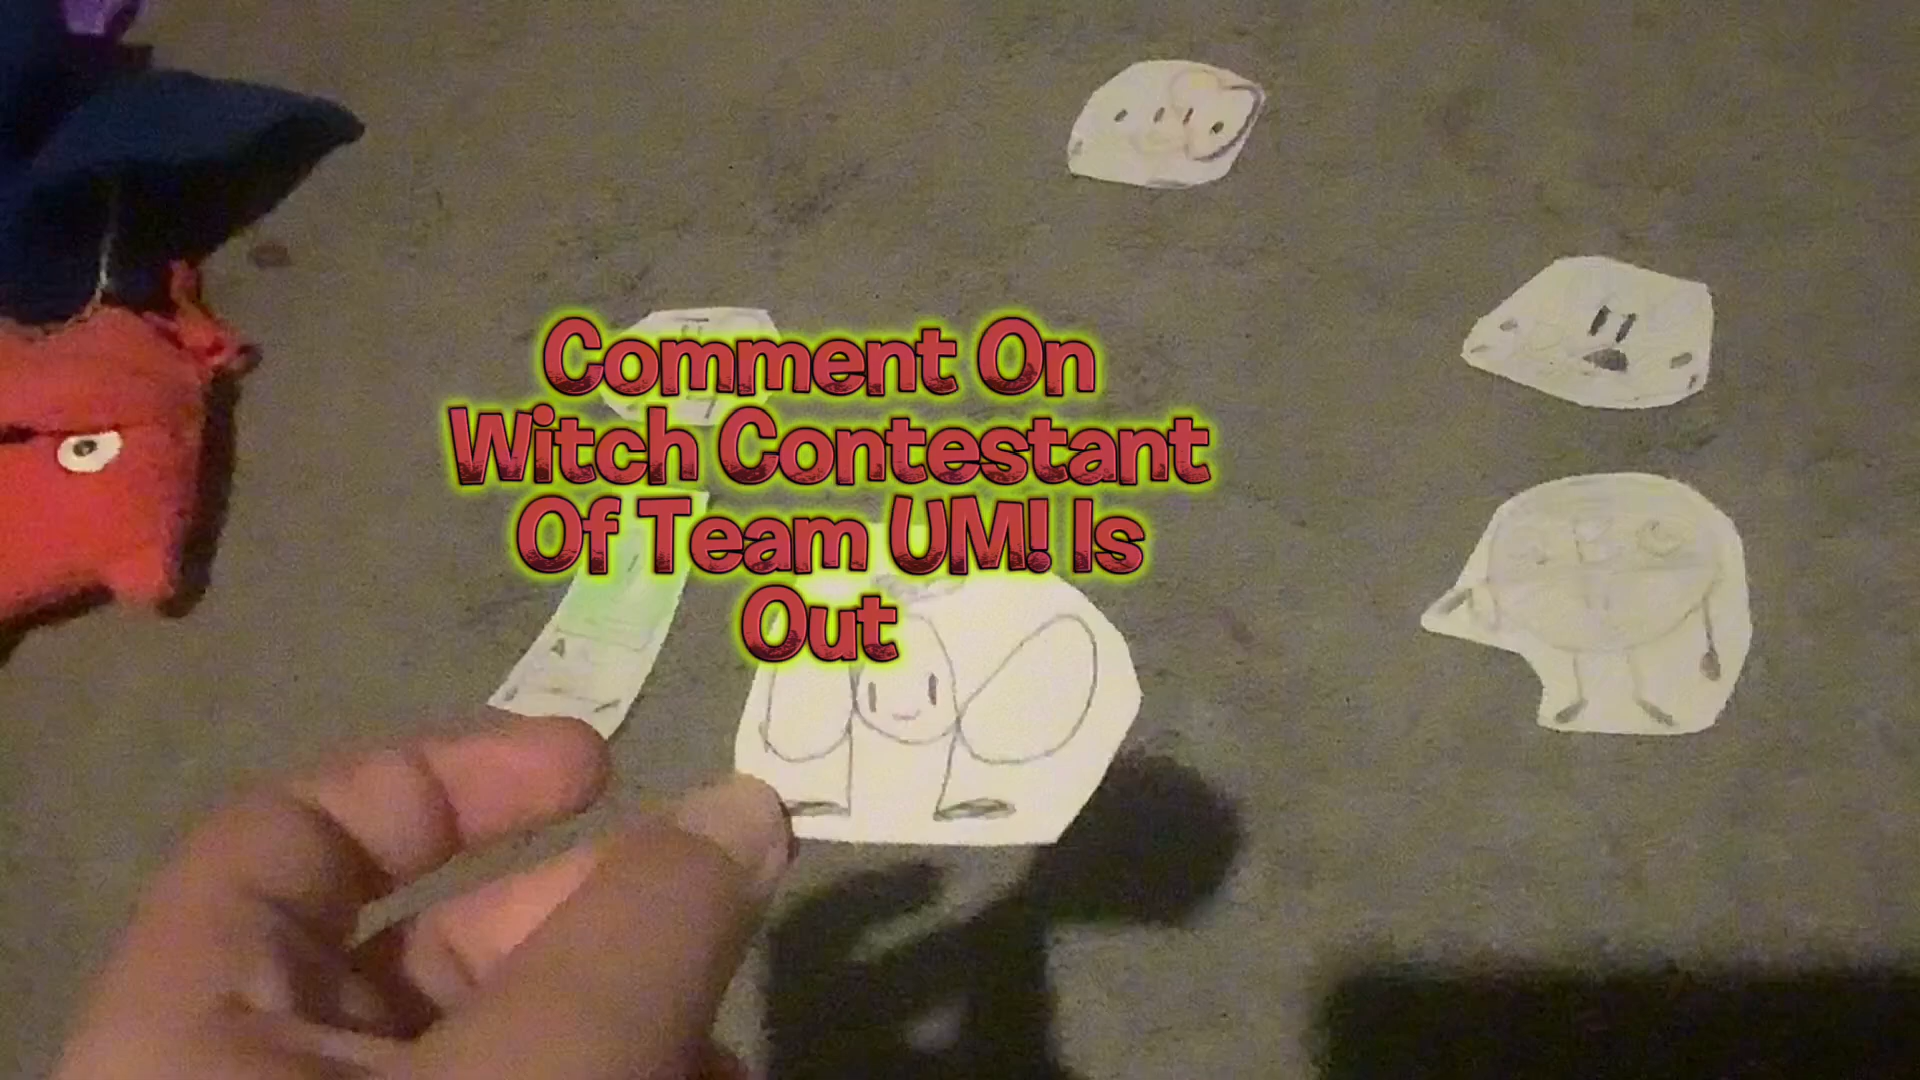 Comment On
Witch Contestant
Of Team UM! Is
Out